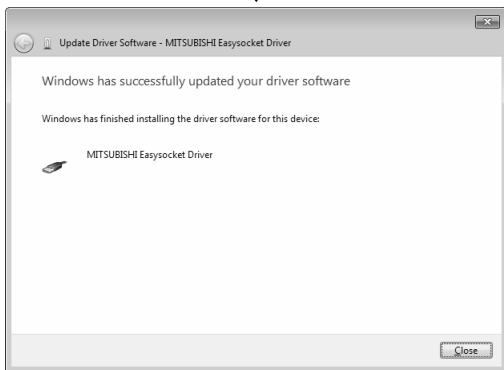 Update Driver Software - MITSUBISHI Easysocket Driver
Windows has successfully updated your driver software
Windows has finished installing the driver software for this device:
MITSUBISHI Easysocket Driver
Close